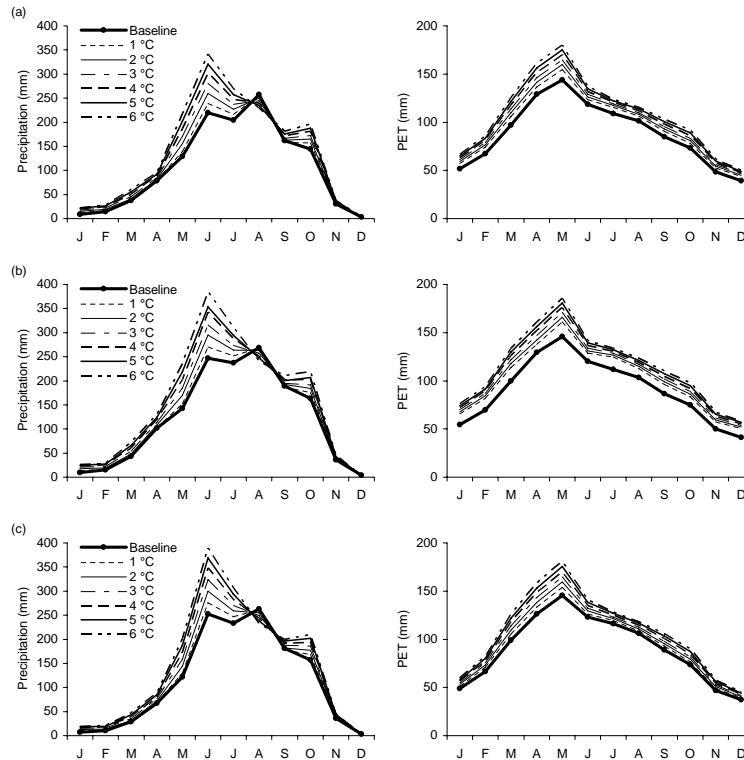 (a)
Precipitation (mm)
400
350
300
250
200
150
100
50
0
Baseline
1 °C
2 °C
3 °C
4 °C
5 °C
6 °C
J F M A M J J A S O N D
PET (mm)
200
150
100
50
0
J F M A M J J A S O N D
(b)
Precipitation (mm)
400
350
300
250
200
150
100
50
0
Baseline
1 °C
2 °C
3 °C
4 °C
5 °C
6 °C
J F M A M J J A S O N D
PET (mm)
200
150
100
50
0
J F M A M J J A S O N D
(c)
Precipitation (mm)
400
350
300
250
200
150
100
50
0
Baseline
1 °C
2 °C
3 °C
4 °C
5 °C
6 °C
J F M A M J J A S O N D
PET (mm)
200
150
100
50
0
J F M A M J J A S O N D